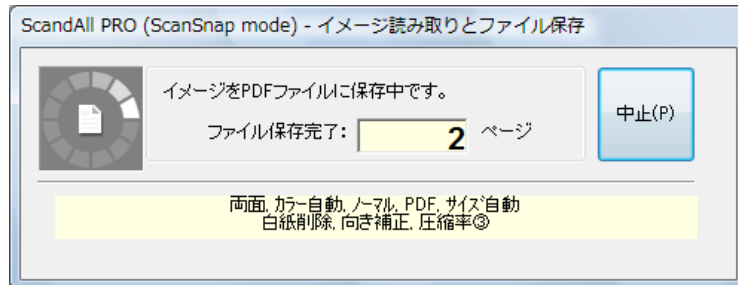 ScandAll PRO (ScanSnap mode) - イメージ読み取りとファイル保存
イメージをPDFファイルに保存中です。
ファイル保存完了: 2 ページ
中止(P)
両面, カラー自動, ノーマル, PDF, サイズ自動
白紙削除, 向き補正, 圧縮率③